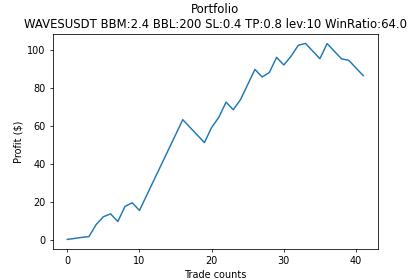 Portfolio
WAVESUSDT BBM:2.4 BBL:200 SL:0.4 TP:0.8 lev:10 WinRatio:64.0
100
80
60
40
20
0
Profit ($)
0
10
20
30
40
Trade counts